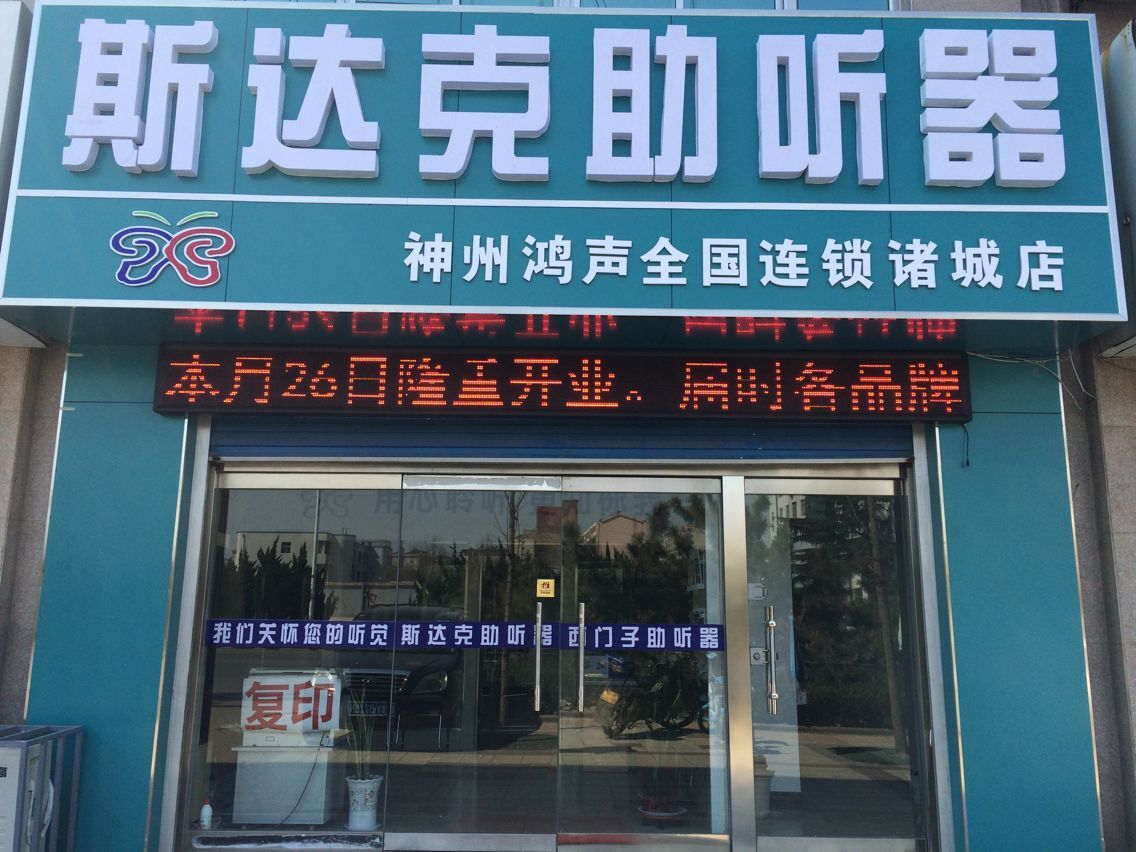 斯达克助听器
神州鸿声全国连锁诸城店
本月26日隆重开业。届时各品牌
推
我们关怀您的听觉 斯达克助听器 西门子助听器
复印